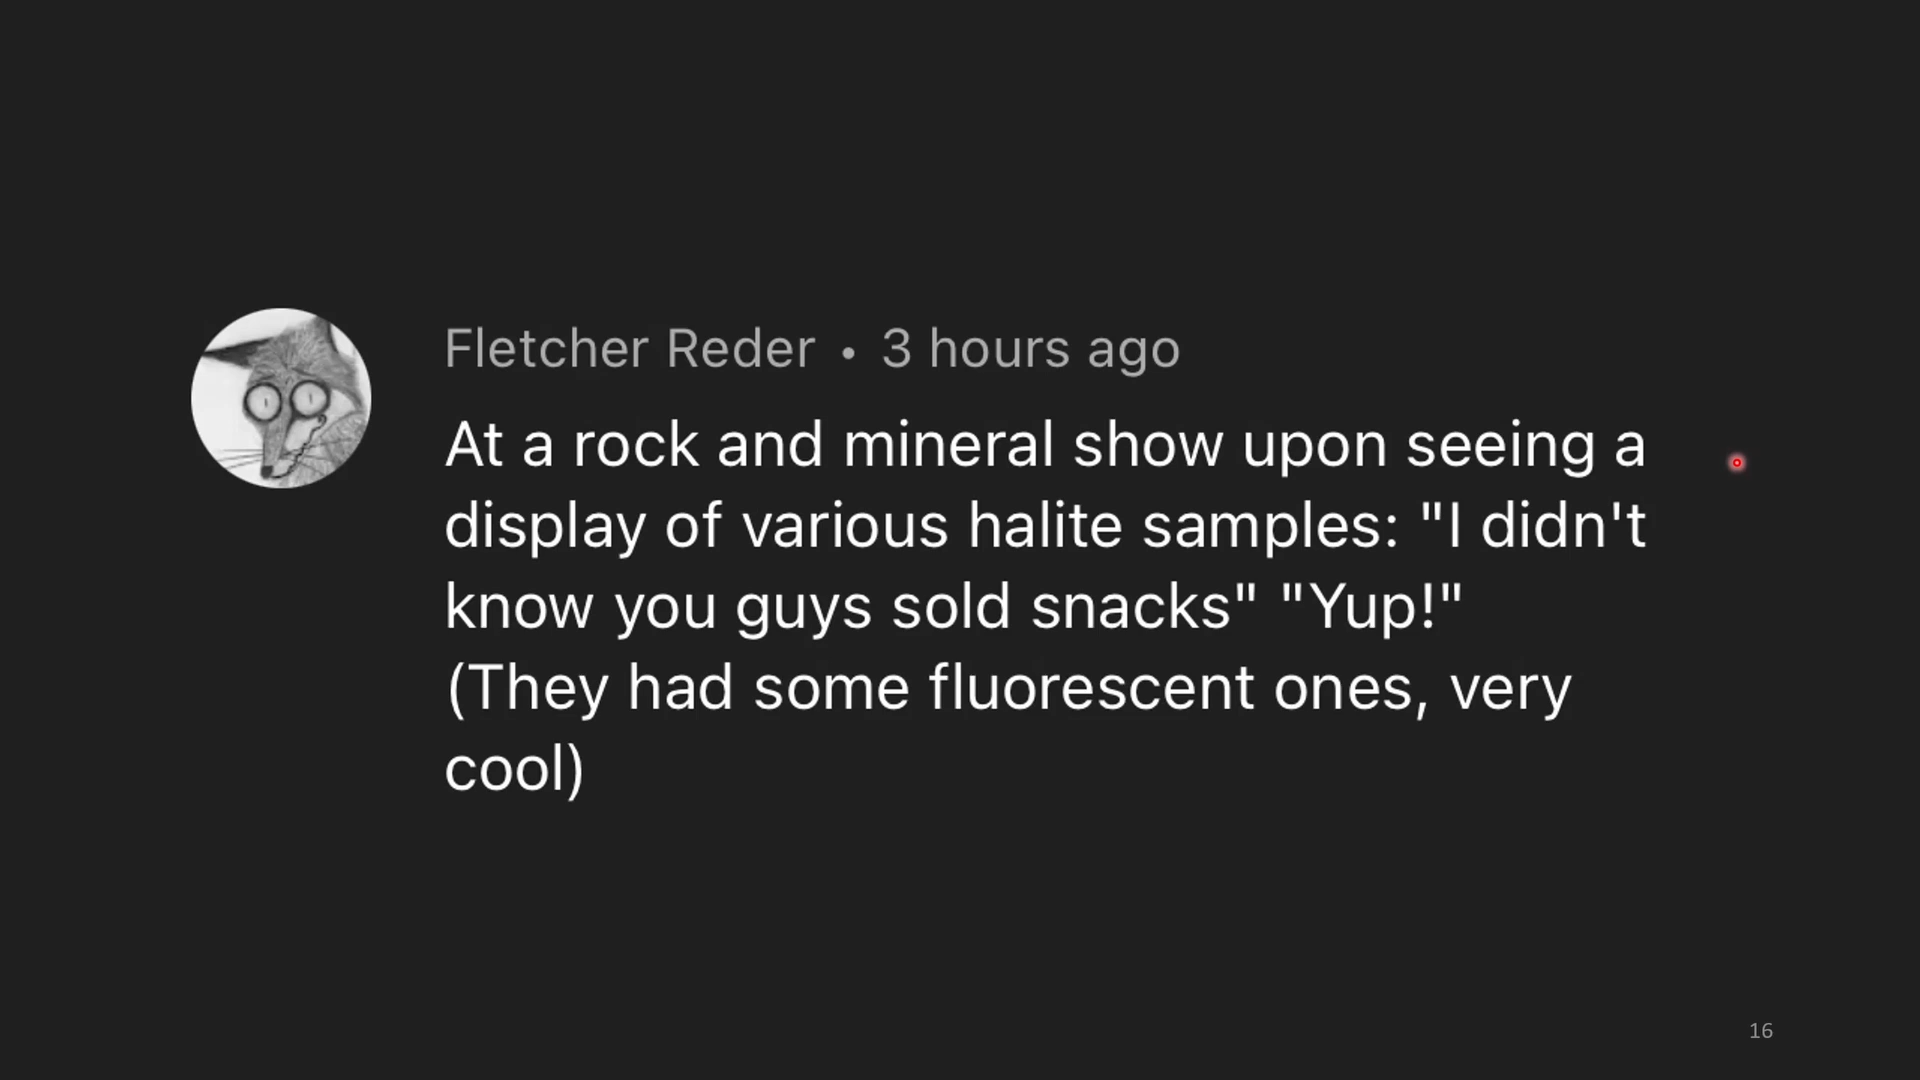 Fletcher Reder • 3 hours ago
At a rock and mineral show upon seeing a
display of various halite samples: "I didn't
know you guys sold snacks" "Yup!"
(They had some fluorescent ones, very
cool)
16